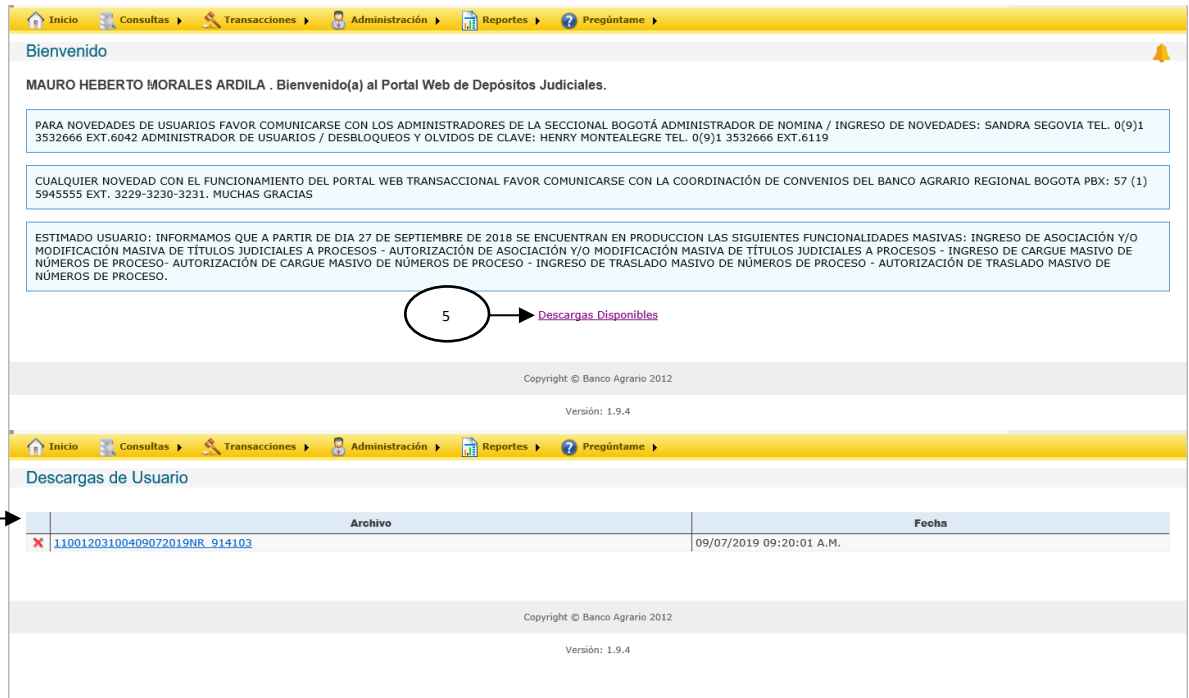 Inicio Consultas Transacciones Administración Reportes Pregúntame
Bienvenido
MAURO HEBERTO MORALES ARDILA . Bienvenido(a) al Portal Web de Depósitos Judiciales.
PARA NOVEDADES DE USUARIOS FAVOR COMUNICARSE CON LOS ADMINISTRADORES DE LA SECCIONAL BOGOTÁ ADMINISTRADOR DE NOMINA / INGRESO DE NOVEDADES: SANDRA SEGOVIA TEL. 0(9)1
3532666 EXT.6042 ADMINISTRADOR DE USUARIOS / DESBLOQUEOS Y OLVIDOS DE CLAVE: HENRY MONTEALEGRE TEL. 0(9)1 3532666 EXT.6119
CUALQUIER NOVEDAD CON EL FUNCIONAMIENTO DEL PORTAL WEB TRANSACCIONAL FAVOR COMUNICARSE CON LA COORDINACIÓN DE CONVENIOS DEL BANCO AGRARIO REGIONAL BOGOTA PBX: 57 (1)
5945555 EXT. 3229-3230-3231. MUCHAS GRACIAS
ESTIMADO USUARIO: INFORMAMOS QUE A PARTIR DE DIA 27 DE SEPTIEMBRE DE 2018 SE ENCUENTRAN EN PRODUCCION LAS SIGUIENTES FUNCIONALIDADES MASIVAS: INGRESO DE ASOCIACIÓN Y/O
MODIFICACIÓN MASIVA DE TÍTULOS JUDICIALES A PROCESOS - AUTORIZACIÓN DE ASOCIACIÓN Y/O MODIFICACIÓN MASIVA DE TÍTULOS JUDICIALES A PROCESOS - INGRESO DE CARGUE MASIVO DE
NÚMEROS DE PROCESO- AUTORIZACIÓN DE CARGUE MASIVO DE NÚMEROS DE PROCESO - INGRESO DE TRASLADO MASIVO DE NÚMEROS DE PROCESO - AUTORIZACIÓN DE TRASLADO MASIVO DE
NÚMEROS DE PROCESO.
5 Descargas Disponibles
Copyright © Banco Agrario 2012
Versión: 1.9.4
Inicio Consultas Transacciones Administración Reportes Pregúntame
Descargas de Usuario
Archivo Fecha
11001203100409072019NR_914103 09/07/2019 09:20:01 A.M.
Copyright © Banco Agrario 2012
Versión: 1.9.4